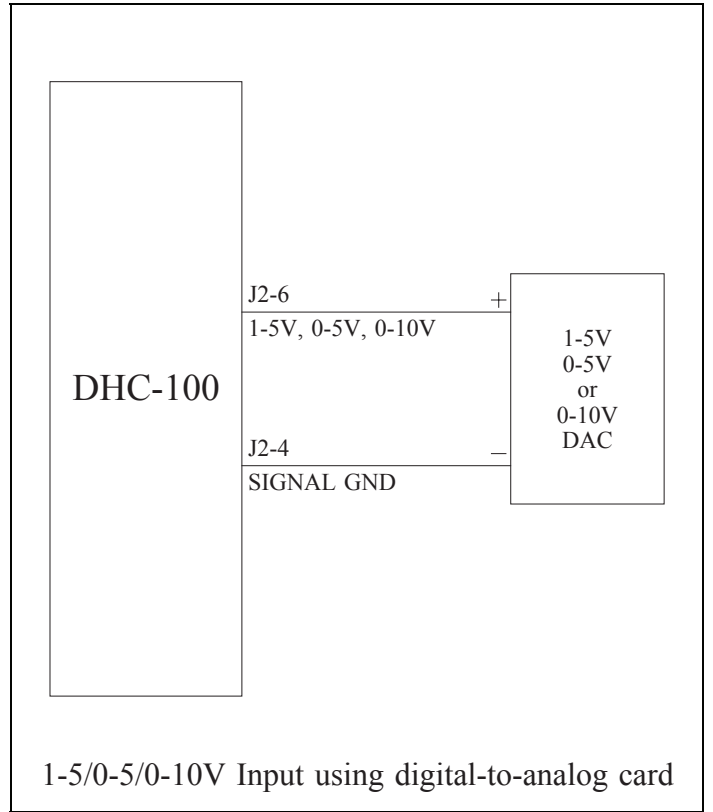 J2-6
+
1-5V, 0-5V, 0-10V
DHC-100
1-5V
0-5V
or
0-10V
DAC
J2-4
−
SIGNAL GND
1-5/0-5/0-10V Input using digital-to-analog card